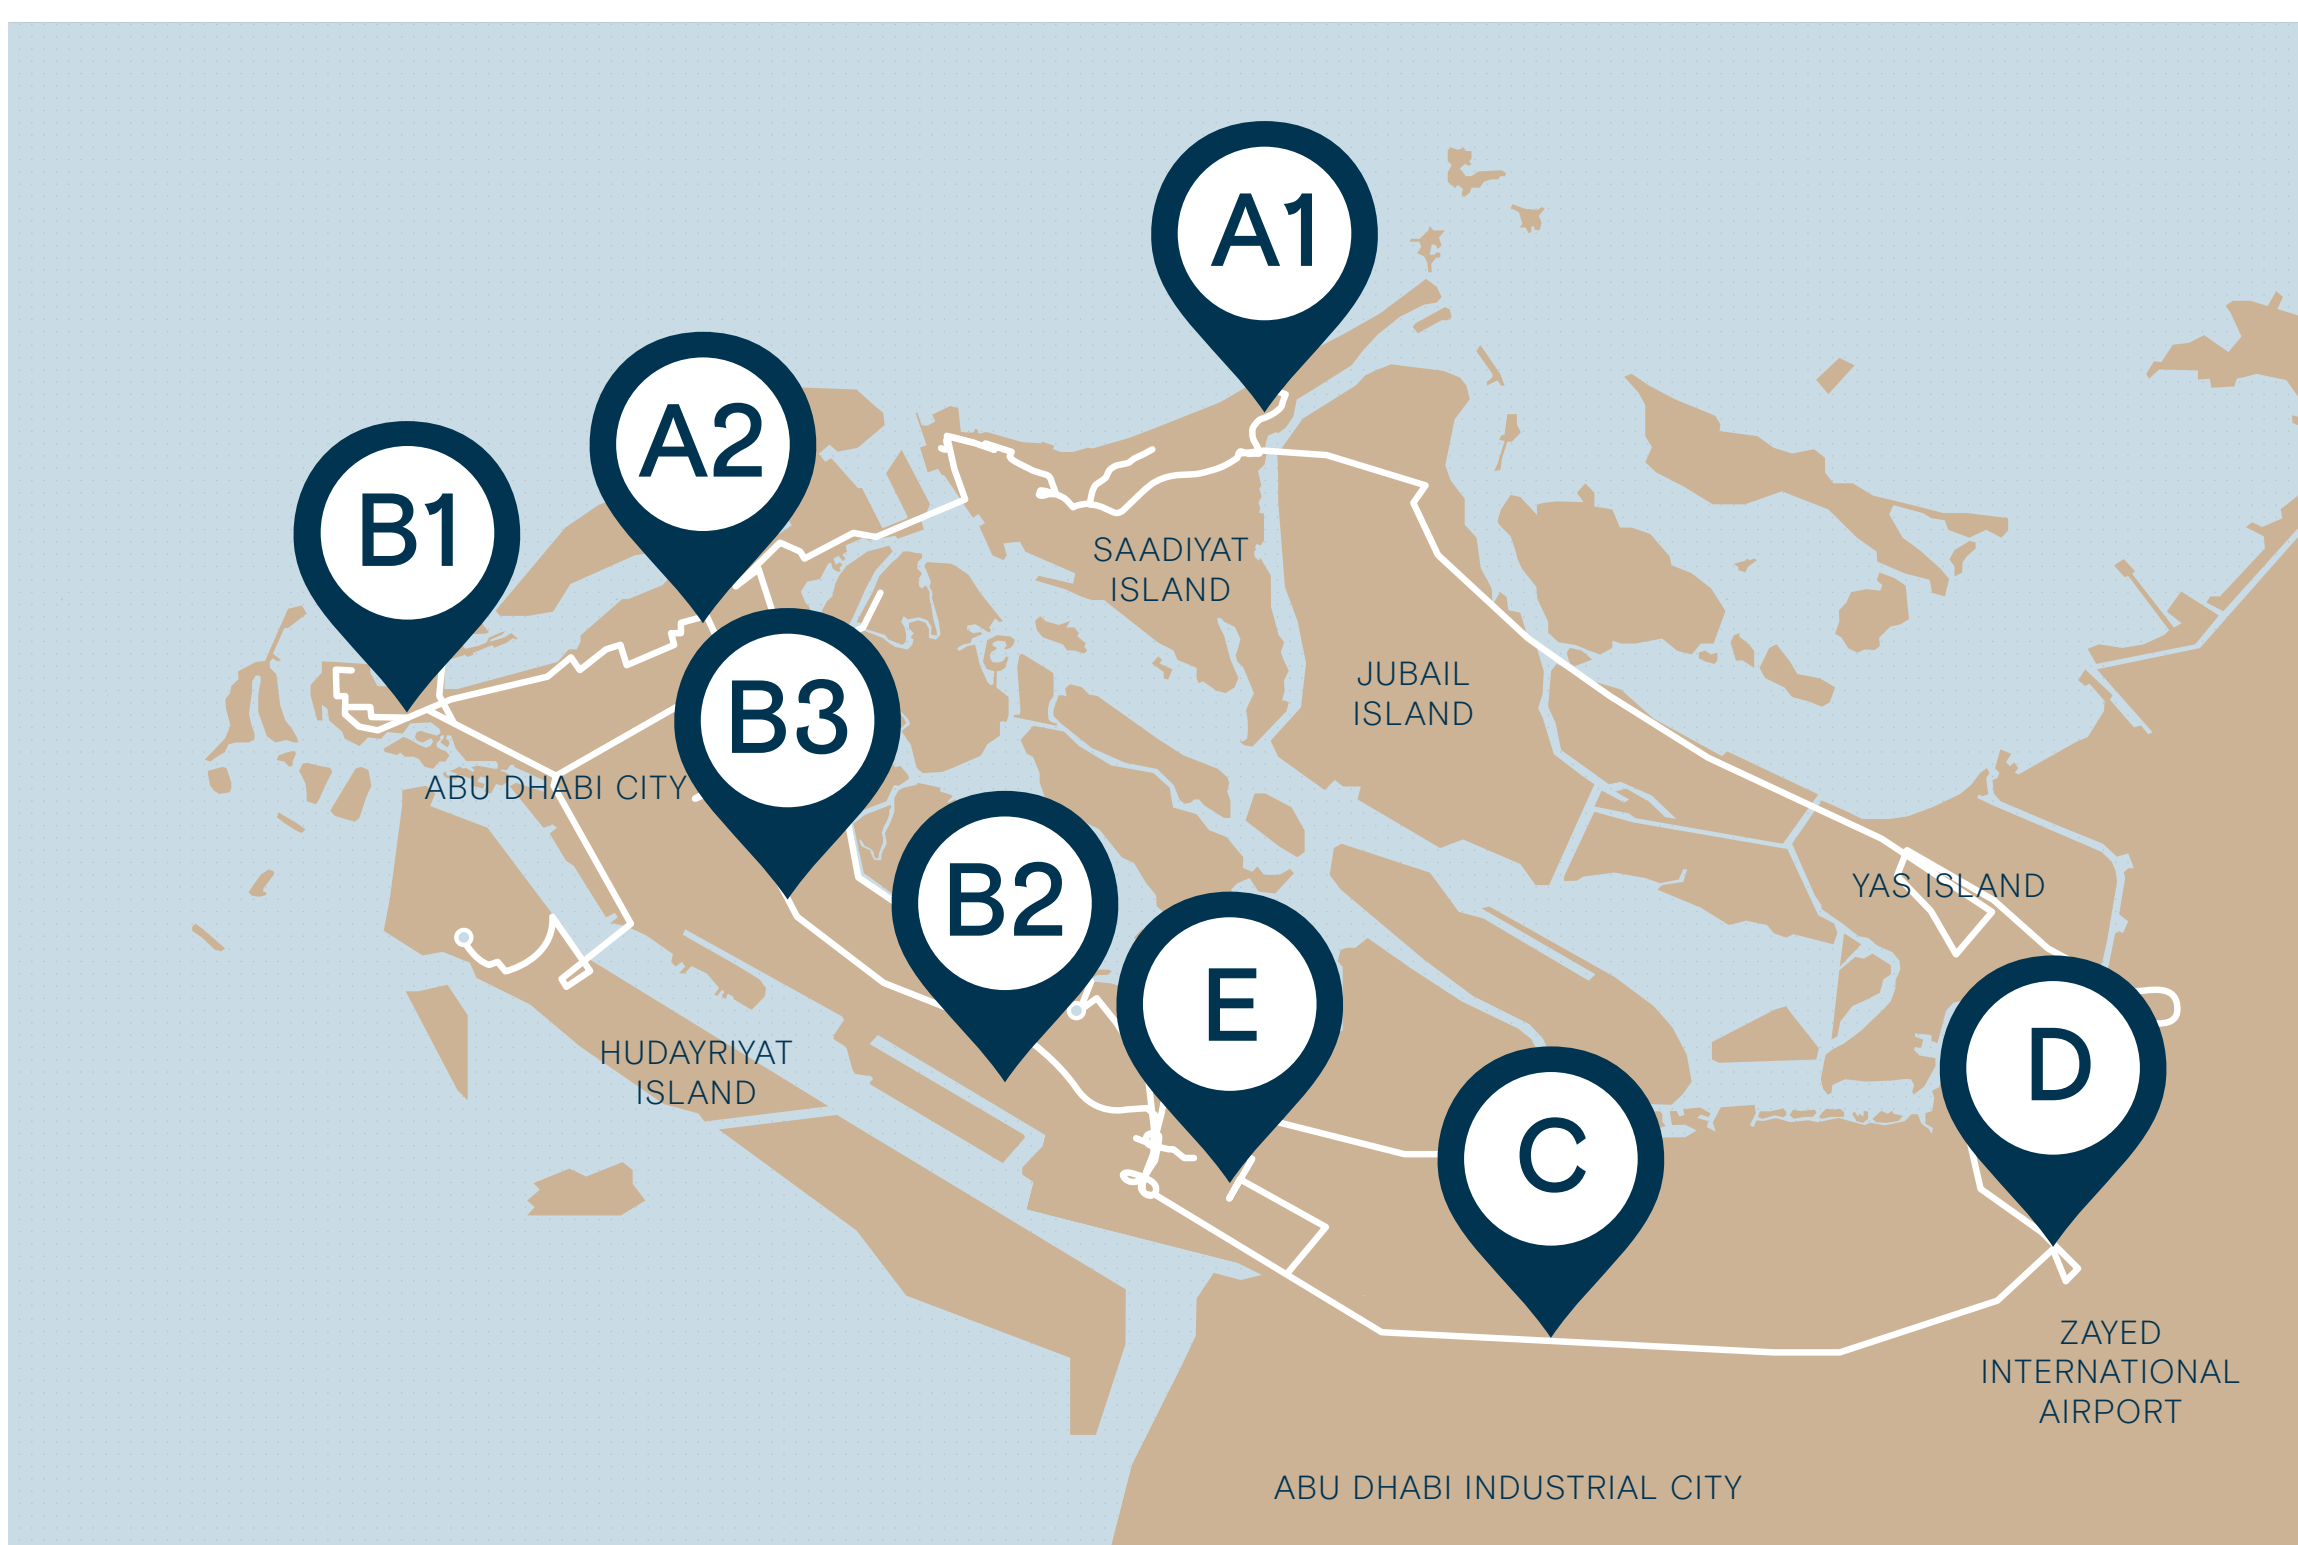 A1
A2
B1
SAADIYAT
ISLAND
B3
JUBAIL
ISLAND
ABU DHABI CITY
B2
YAS ISLAND
E
HUDAYRIYAT
ISLAND
D
C
ZAYED
INTERNATIONAL
AIRPORT
ABU DHABI INDUSTRIAL CITY